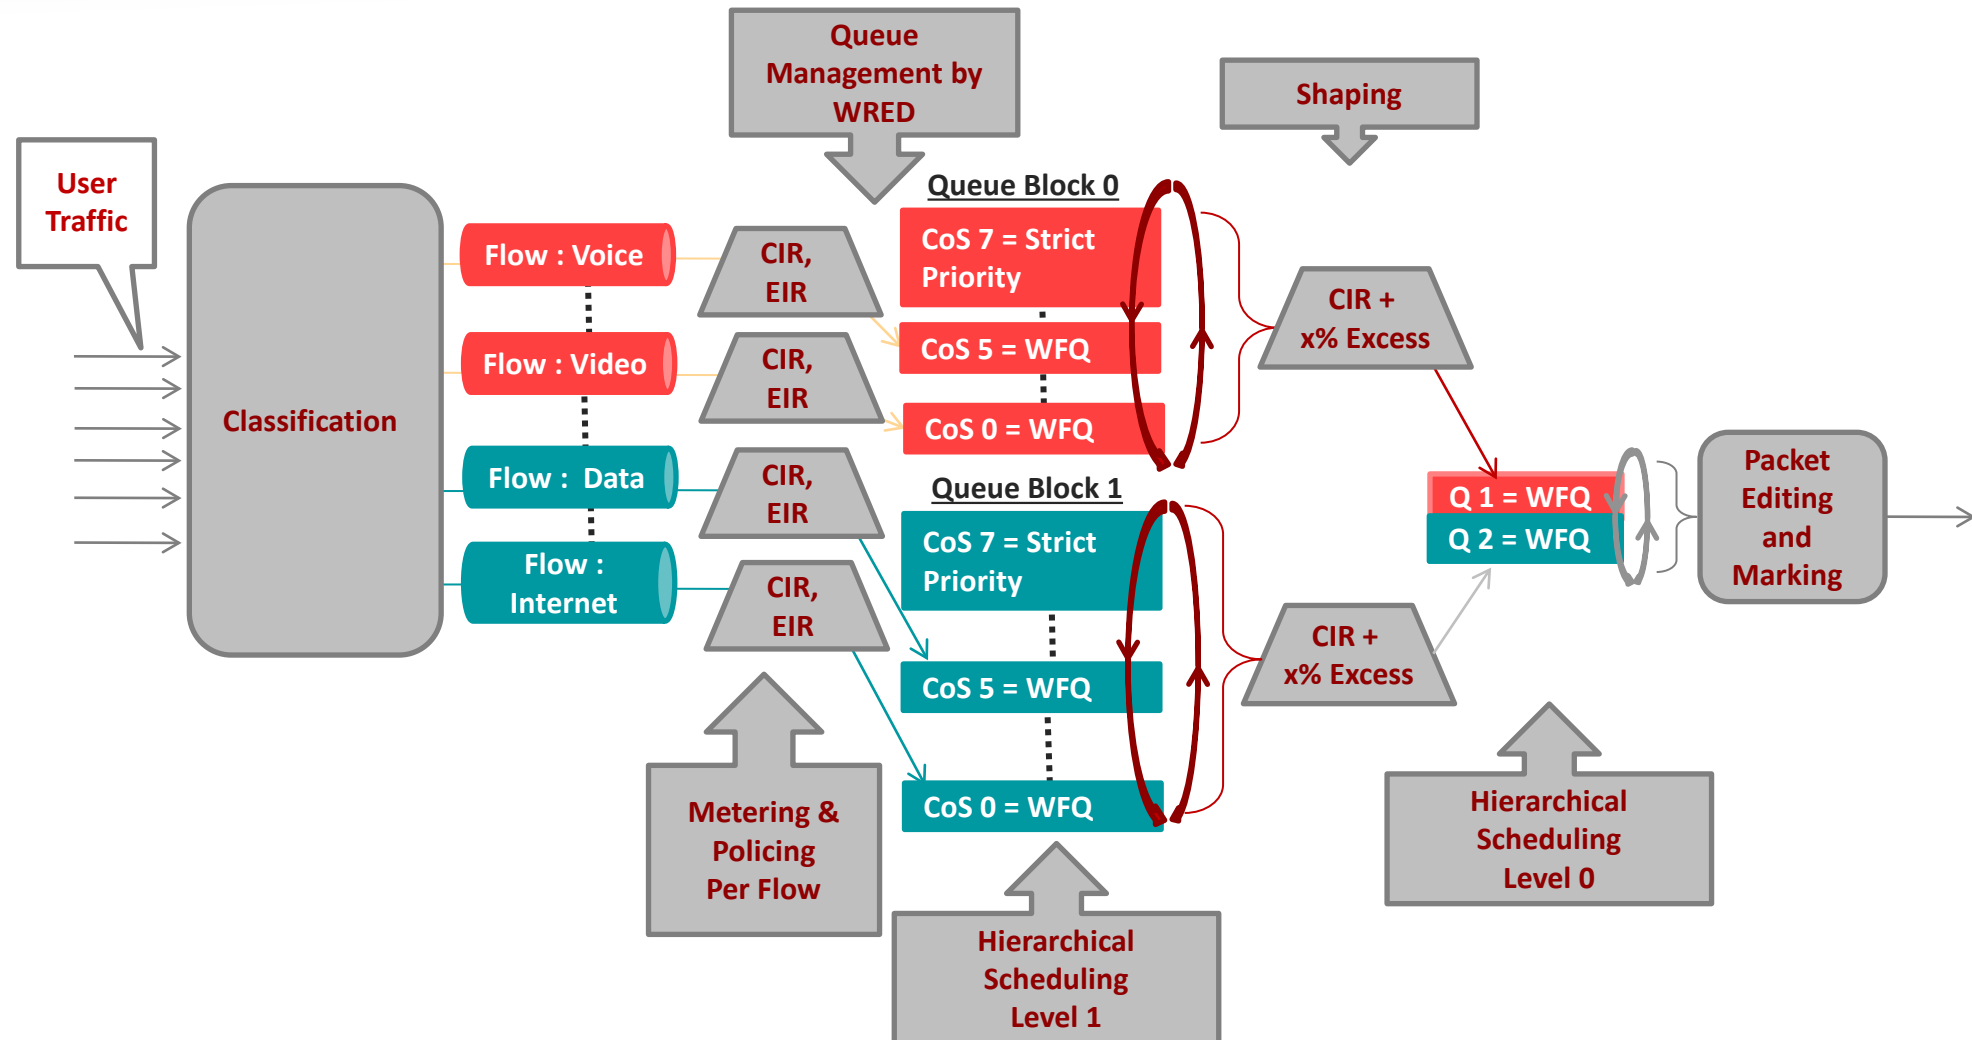 Queue
Management by
WRED
Shaping
User
Traffic
Classification
Flow : Voice
Flow : Video
Flow :  Data
Flow :
Internet
CIR,
EIR
CIR,
EIR
CIR,
EIR
CIR,
EIR
Metering &
Policing
Per Flow
Queue Block 0
CoS 7 = Strict
Priority
CoS 5 = WFQ
CoS 0 = WFQ
Queue Block 1
CoS 7 = Strict
Priority
CoS 5 = WFQ
CoS 0 = WFQ
Hierarchical
Scheduling
Level 1
CIR +
x% Excess
CIR +
x% Excess
Q 1 = WFQ
Q 2 = WFQ
Hierarchical
Scheduling
Level 0
Packet
Editing
and
Marking